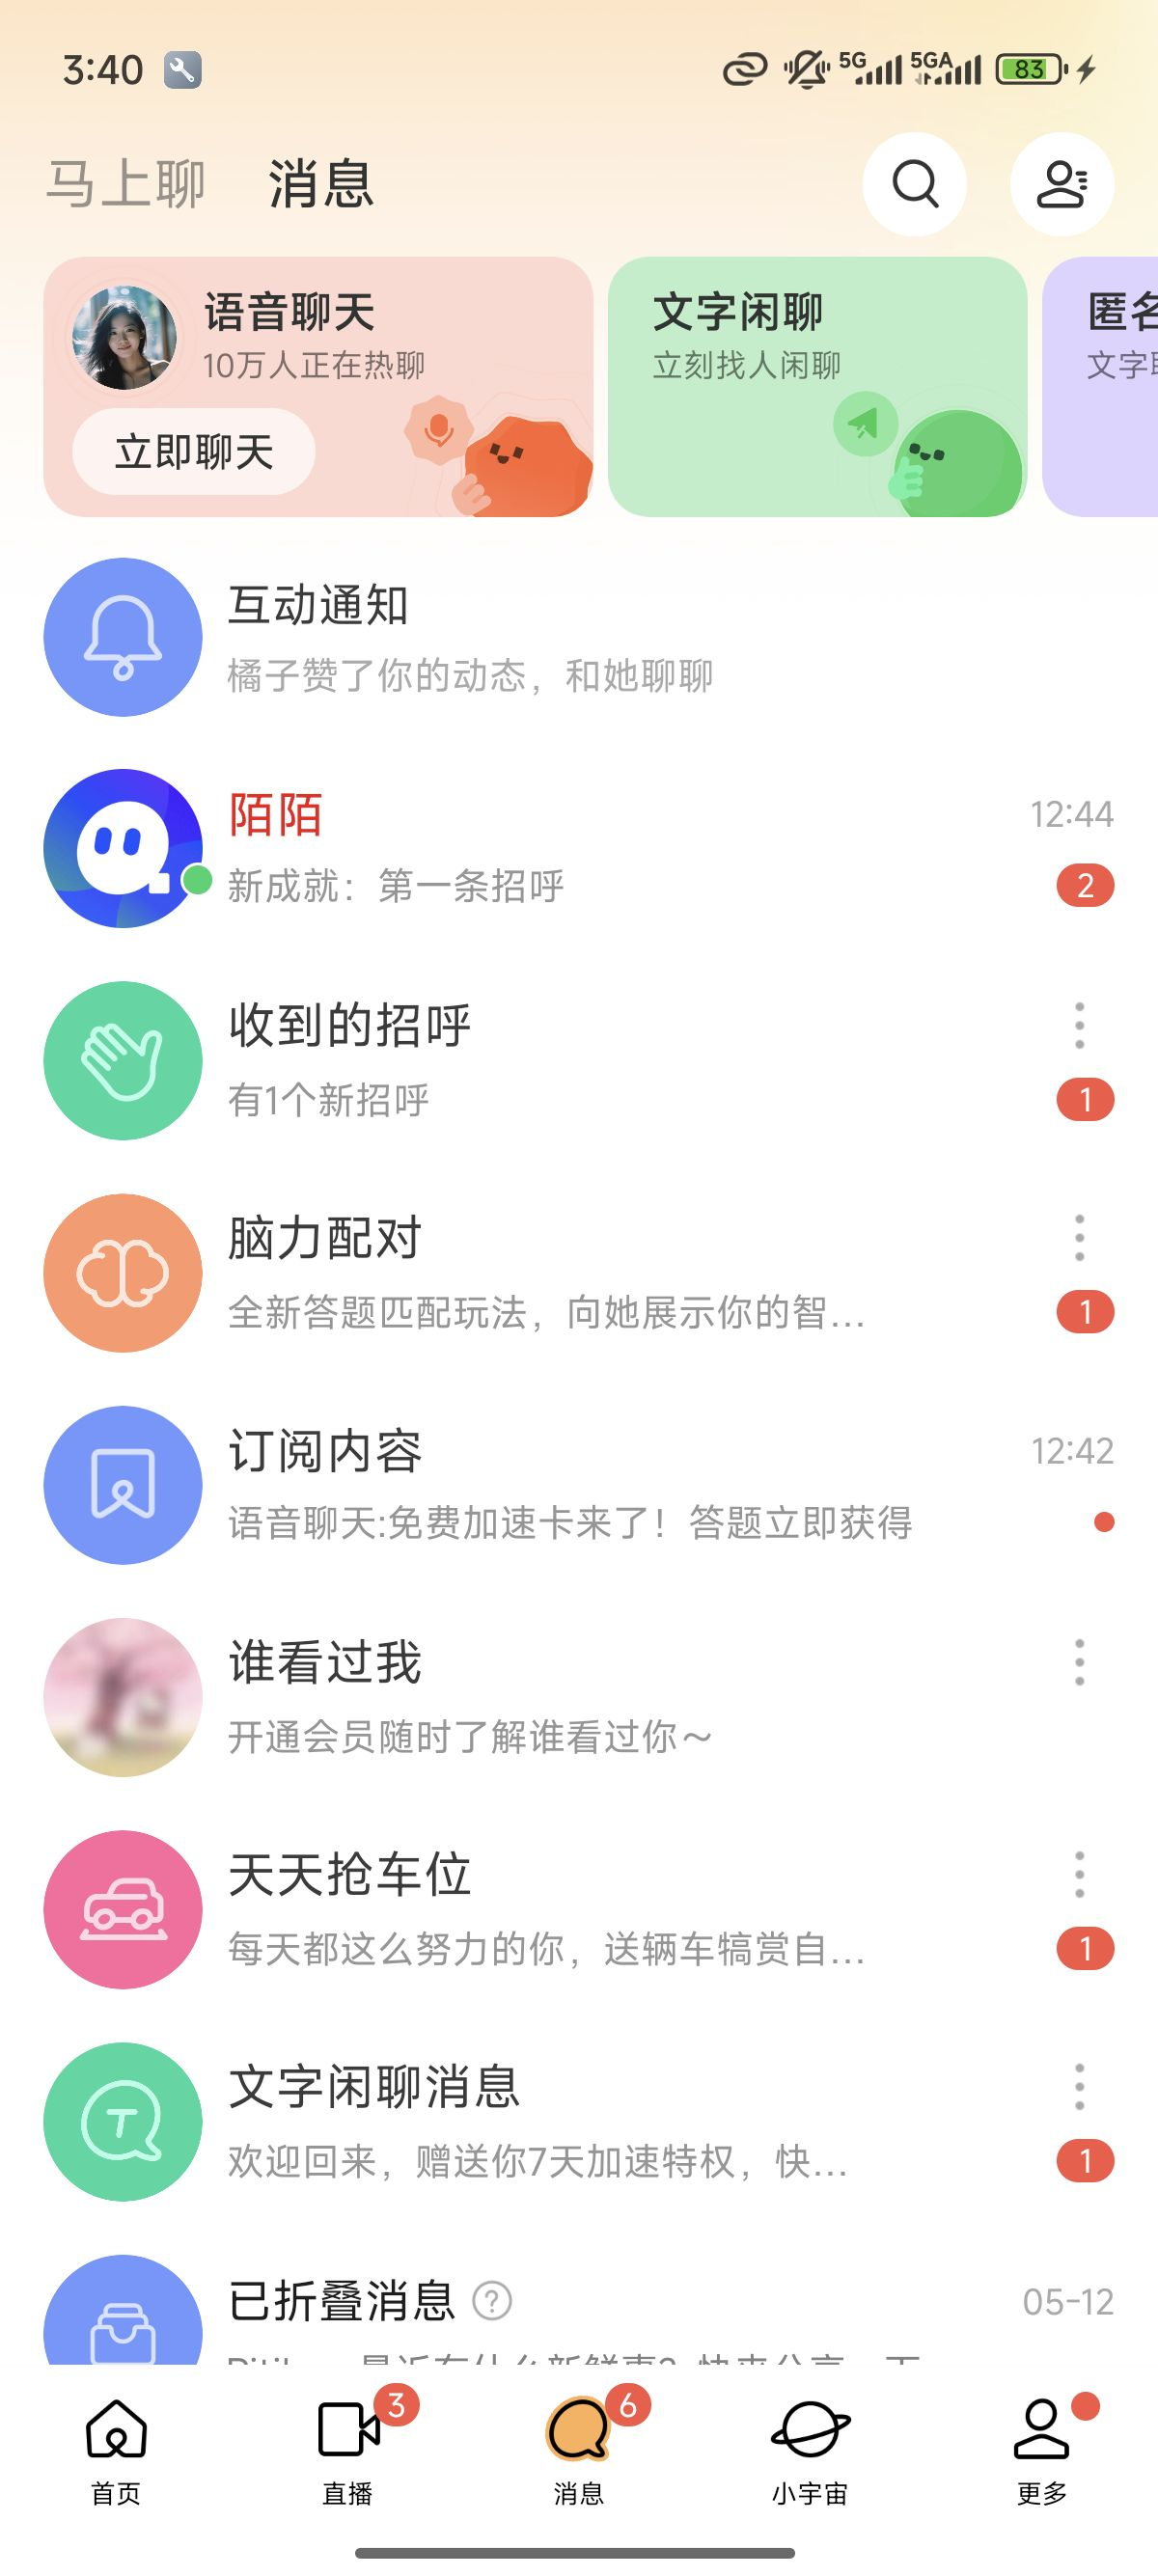 3:40
5G
5GA
83
马上聊 消息
语音聊天
10万人正在热聊
立即聊天
文字闲聊
立刻找人闲聊
匿名
文字
互动通知
橘子赞了你的动态，和她聊聊
陌陌
12:44
新成就：第一条招呼
2
收到的招呼
有1个新招呼
1
脑力配对
全新答题匹配玩法，向她展示你的智...
1
订阅内容
12:42
语音聊天:免费加速卡来了！答题立即获得
谁看过我
开通会员随时了解谁看过你～
天天抢车位
每天都这么努力的你，送辆车犒赏自...
1
文字闲聊消息
欢迎回来，赠送你7天加速特权，快...
1
已折叠消息 ?
05-12
首页
直播
3
消息
6
小宇宙
更多